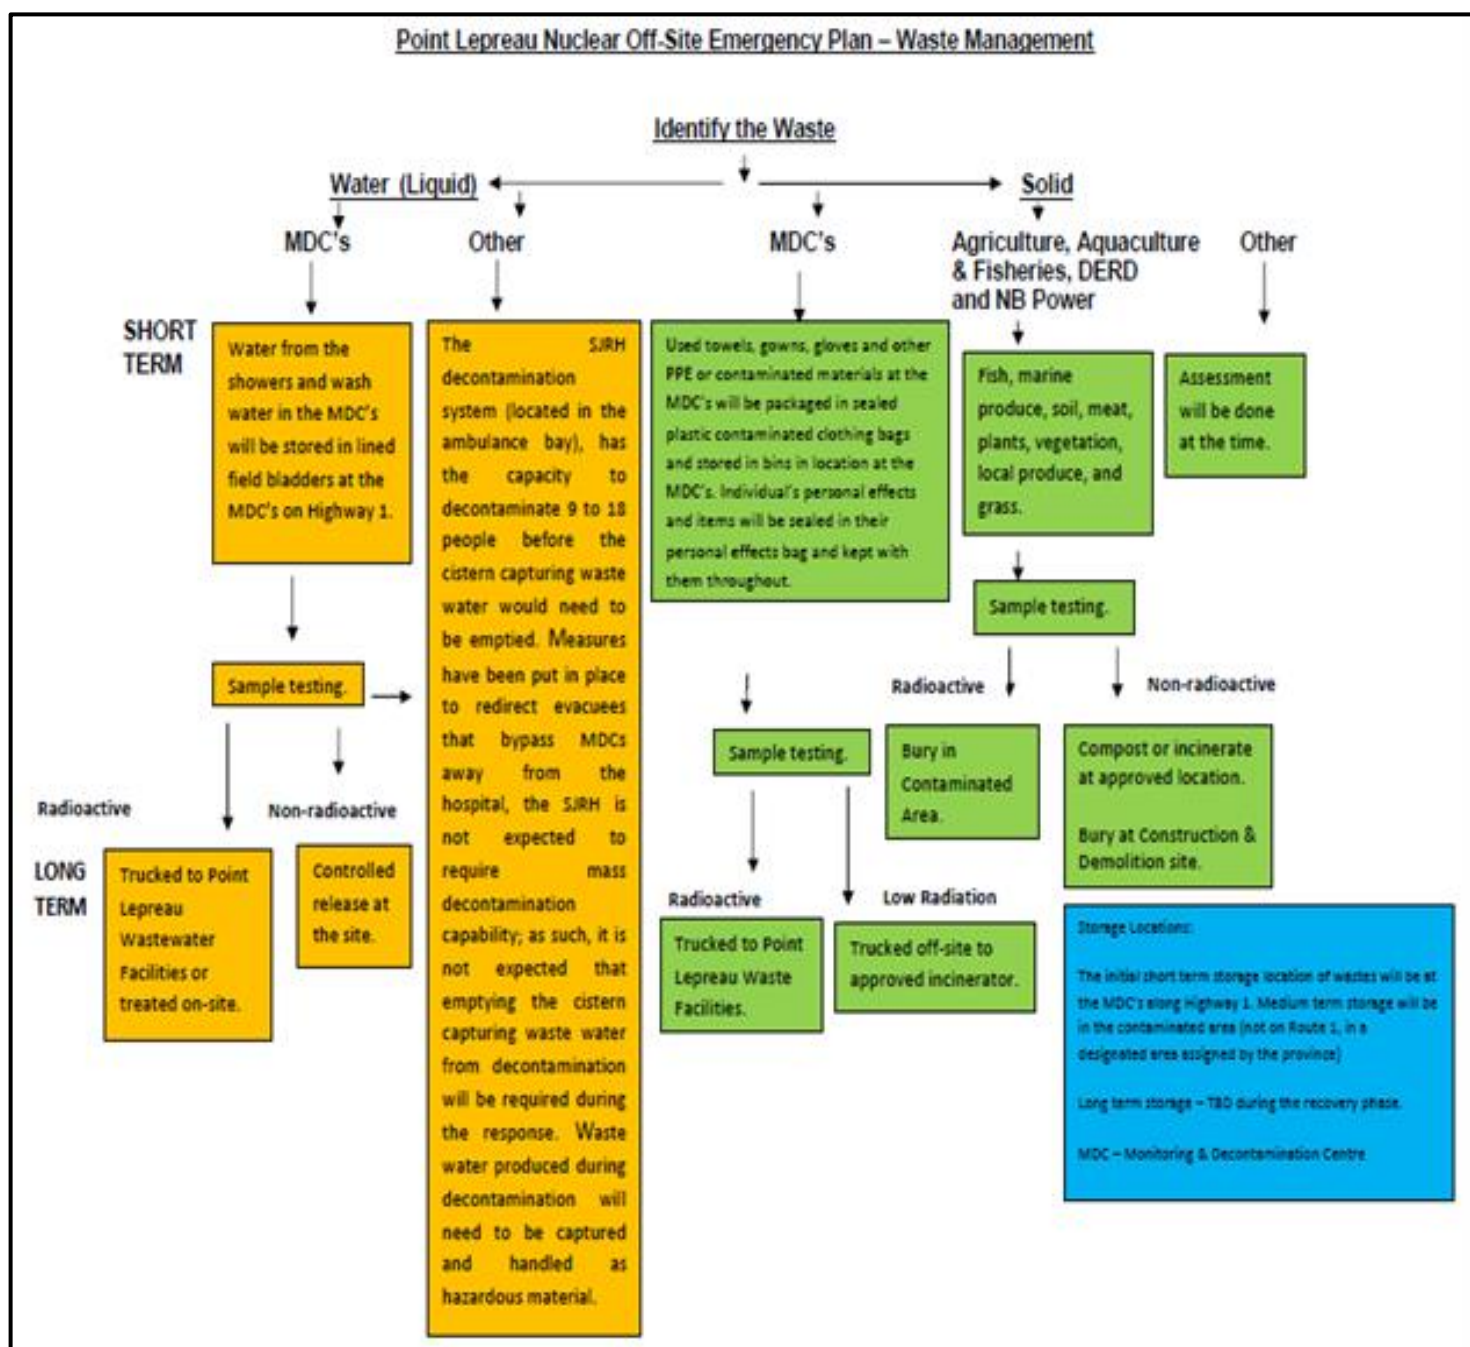 Point Lepreau Nuclear Off-Site Emergency Plan – Waste Management
Identify the Waste
Water (Liquid)
Solid
MDC's
Other
MDC's
Agriculture, Aquaculture
& Fisheries, DERD
and NB Power
Other
SHORT
TERM
Water from the
showers and wash
water in the MDC's
will be stored in lined
field bladders at the
MDC's on Highway 1.
The SJRH
decontamination
system (located in the
ambulance bay), has
the capacity to
decontaminate 9 to 18
people before the
cistern capturing waste
water would need to
be emptied. Measures
have been put in place
to redirect evacuees
that bypass MDCs
away from the
hospital, the SJRH is
not expected to
require mass
decontamination
capability; as such, it is
not expected that
emptying the cistern
capturing waste water
from decontamination
will be required during
the response. Waste
water produced during
decontamination will
need to be captured
and handled as
hazardous material.
Used towels, gowns, gloves and other
PPE or contaminated materials at the
MDC's will be packaged in sealed
plastic contaminated clothing bags
and stored in bins in location at the
MDC's. Individual's personal effects
and items will be sealed in their
personal effects bag and kept with
them throughout.
Fish, marine
produce, soil, meat,
plants, vegetation,
local produce, and
grass.
Assessment
will be done
at the time.
Sample testing.
Sample testing.
Radioactive
Non-radioactive
Sample testing.
Bury in
Contaminated
Area.
Compost or incinerate
at approved location.
Bury at Construction &
Demolition site.
Radioactive
Non-radioactive
LONG
TERM
Trucked to Point
Lepreau
Wastewater
Facilities or
treated on-site.
Controlled
release at
the site.
Radioactive
Low Radiation
Trucked to Point
Lepreau Waste
Facilities.
Trucked off-site to
approved incinerator.
Storage Locations:
The initial short term storage location of wastes will be at
the MDC's along Highway 1. Medium term storage will be
in the contaminated area (not on Route 1, in a
designated area assigned by the province)
Long term storage – TBD during the recovery phase.
MDC – Monitoring & Decontamination Centre